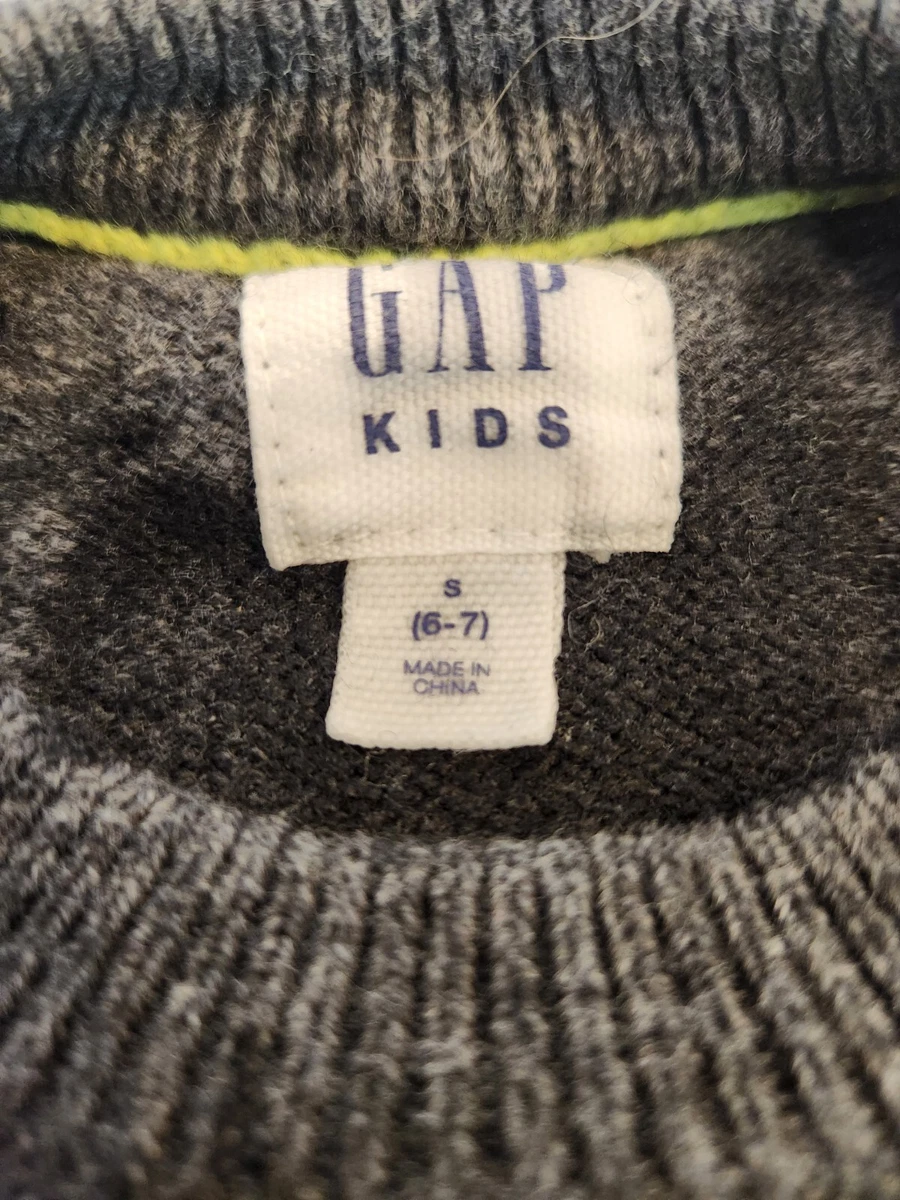 GAP
KIDS
S
(6-7)
MADE IN
CHINA